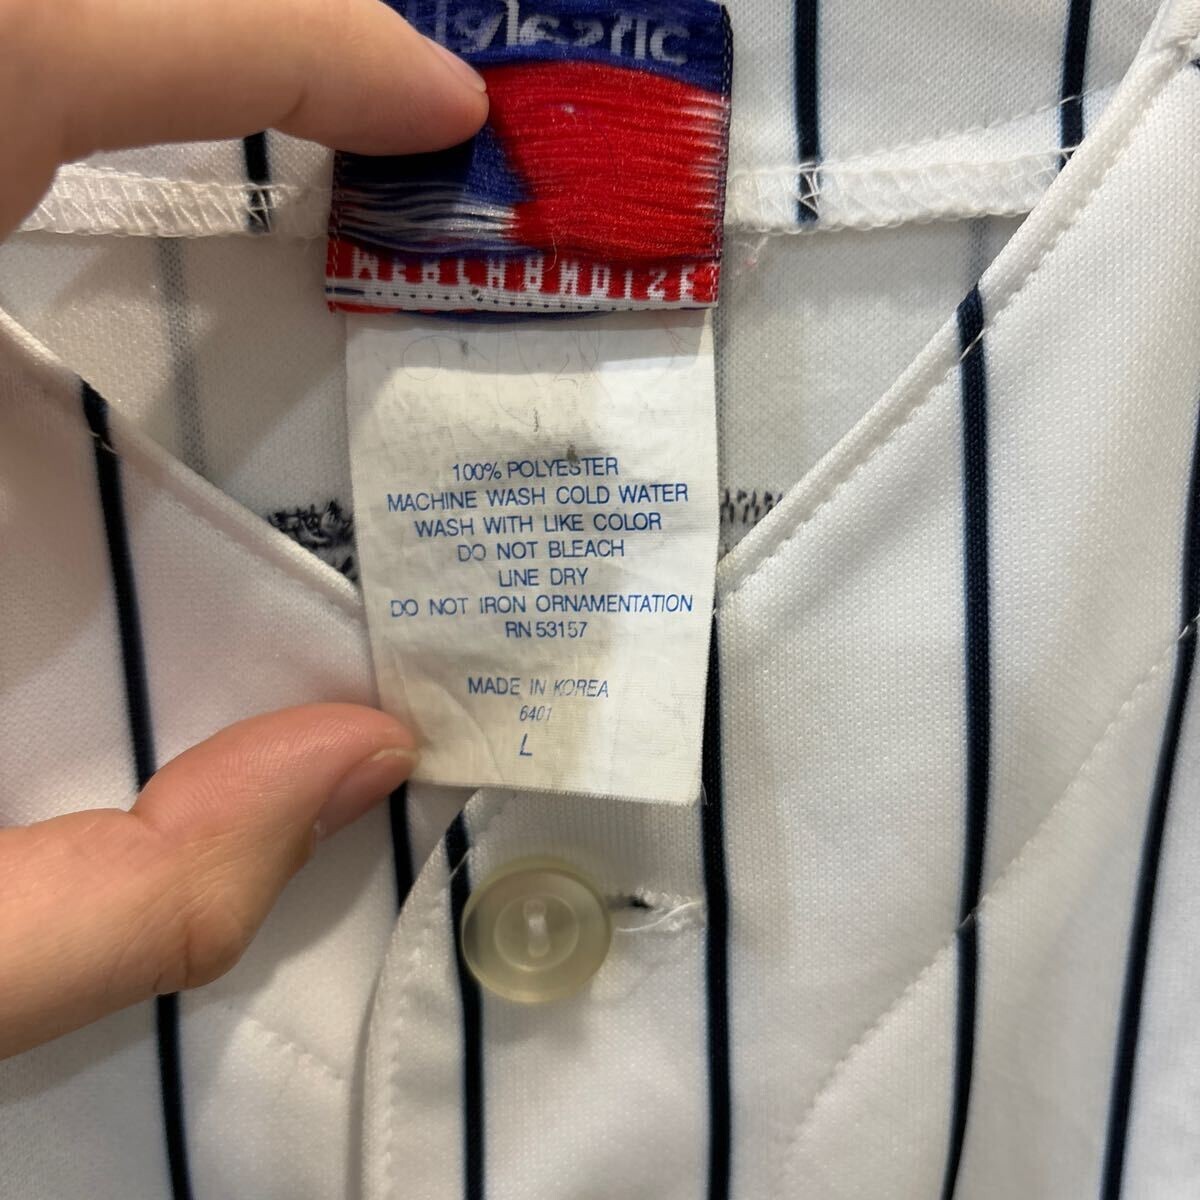 MERCHANDIZE
100% POLYESTER
MACHINE WASH COLD WATER
WASH WITH LIKE COLOR
DO NOT BLEACH
LINE DRY
DO NOT IRON ORNAMENTATION
RN 53157
MADE IN KOREA
6401
L